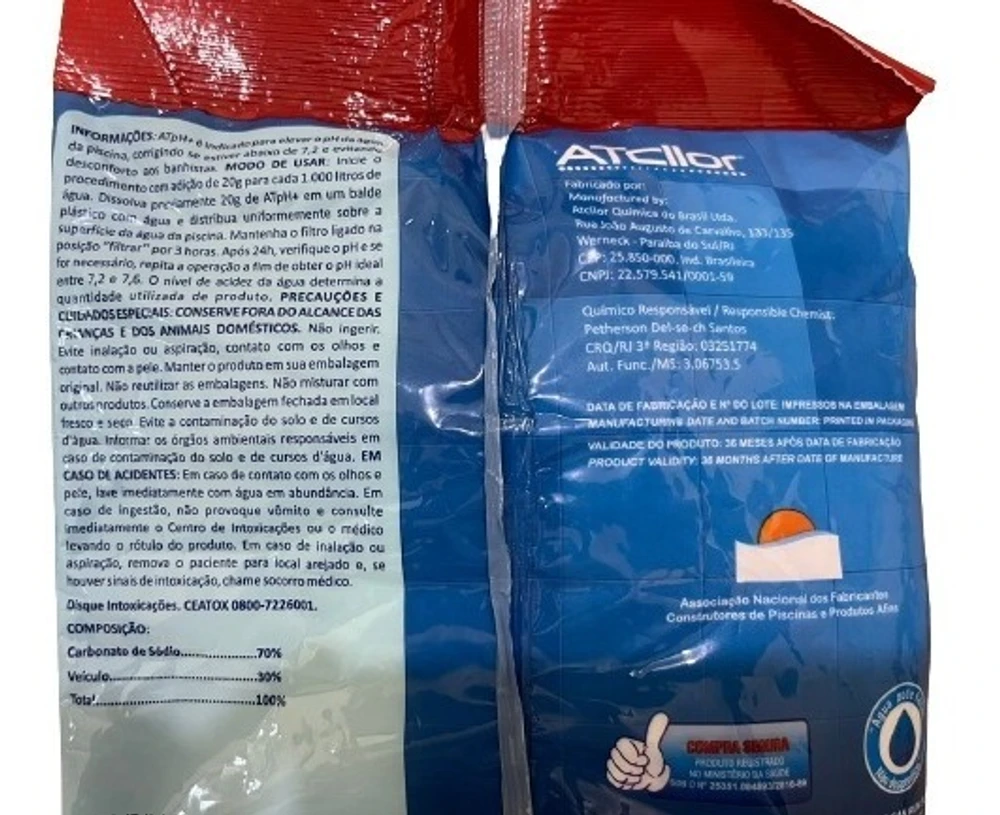 INFORMAÇÕES: ATpH+ é indicado para elevar o pH da água
da piscina, corrigindo se estiver abaixo de 7,2 e evitando
desconforto aos banhistas. MODO DE USAR: Inicie o
procedimento com adição de 20g para cada 1.000 litros de
água. Dissolva previamente 20g de ATpH+ em um balde
plástico com água e distribua uniformemente sobre a
superfície da água da piscina. Mantenha o filtro ligado na
posição "filtrar" por 3 horas. Após 24h, verifique o pH e se
for necessário, repita a operação a fim de obter o pH ideal
entre 7,2 e 7,6. O nível de acidez da água determina a
quantidade utilizada de produto. PRECAUÇÕES E
CUIDADOS ESPECIAIS: CONSERVE FORA DO ALCANCE DAS
CRIANÇAS E DOS ANIMAIS DOMÉSTICOS. Não ingerir.
Evite inalação ou aspiração, contato com os olhos e
contato com a pele. Manter o produto em sua embalagem
original. Não reutilizar as embalagens. Não misturar com
outros produtos. Conserve a embalagem fechada em local
fresco e seco. Evite a contaminação do solo e de cursos
d'água. Informar os órgãos ambientais responsáveis em
caso de contaminação do solo e de cursos d'água. EM
CASO DE ACIDENTES: Em caso de contato com os olhos e
pele, lave imediatamente com água em abundância. Em
caso de ingestão, não provoque vômito e consulte
imediatamente o Centro de Intoxicações ou o médico
levando o rótulo do produto. Em caso de inalação ou
aspiração, remova o paciente para local arejado e, se
houver sinais de intoxicação, chame socorro médico.
Disque Intoxicações. CEATOX 0800-7226001.
COMPOSIÇÃO:
Carbonato de Sódio..........................70%
Veículo..........................30%
Total..........................100%
ATcllor
Fabricado por:
Manufactured by:
Atcllor Química do Brasil Ltda.
Rua João Augusto de Carvalho, 133/135
Werneck - Paraíba do Sul/RJ
CEP: 25.850-000. Ind. Brasileira
CNPJ: 22.579.541/0001-59
Químico Responsável / Responsible Chemist:
Petherson Del-se-ch Santos
CRQ/RJ 3ª Região: 03251774
Aut. Func./MS: 3.06753.5
DATA DE FABRICAÇÃO E Nº DO LOTE: IMPRESSOS NA EMBALAGEM
MANUFACTURING DATE AND BATCH NUMBER: PRINTED IN
VALIDADE DO PRODUTO: 36 MESES APÓS DATA DE FABRICAÇÃO
PRODUCT VALIDITY: 36 MONTHS AFTER DATE OF MANUFACTURE
Associação Nacional dos Fabricantes
Construtores de Piscinas e Produtos Afins
COMPRA SEGURA
PRODUTO REGISTRADO
NO MINISTÉRIO DA SAÚDE
SOB O Nº
"Água pode
Não desperdice